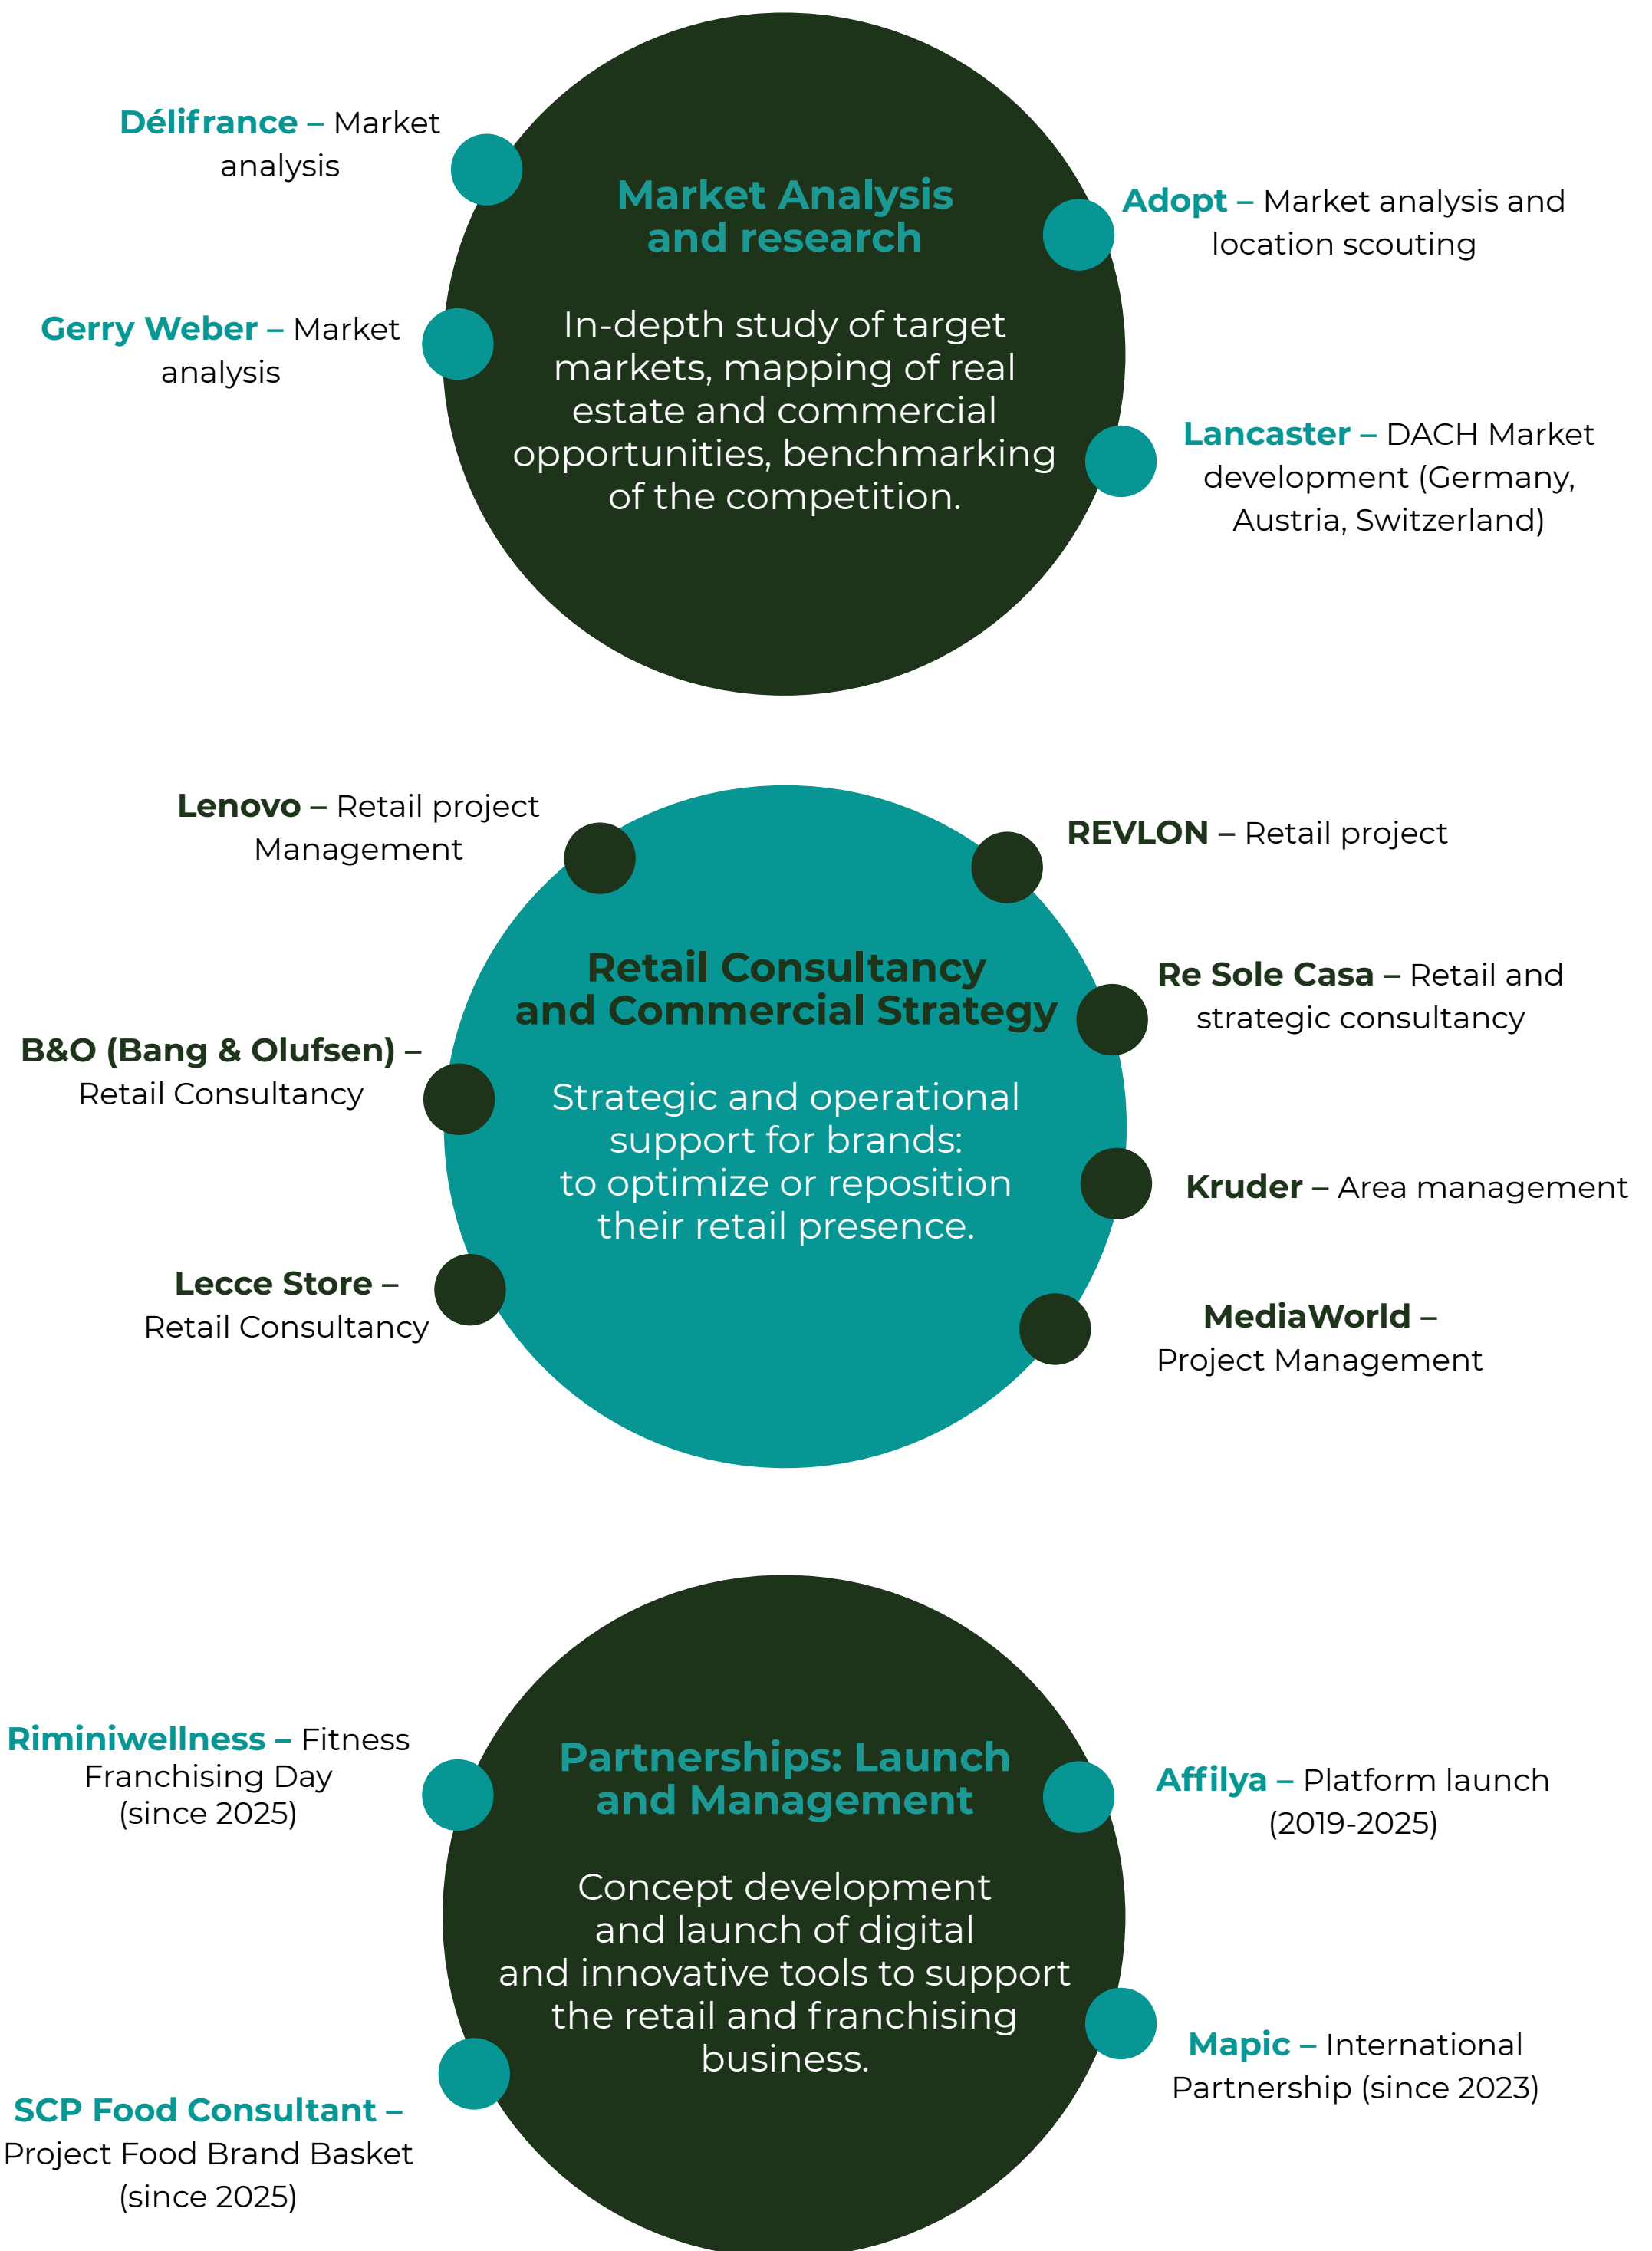 Délifrance – Market
analysis
Gerry Weber – Market
analysis
Market Analysis
and research
In-depth study of target
markets, mapping of real
estate and commercial
opportunities, benchmarking
of the competition.
Adopt – Market analysis and
location scouting
Lancaster – DACH Market
development (Germany,
Austria, Switzerland)
Lenovo – Retail project
Management
B&O (Bang & Olufsen) –
Retail Consultancy
Lecce Store –
Retail Consultancy
Retail Consultancy
and Commercial Strategy
Strategic and operational
support for brands:
to optimize or reposition
their retail presence.
REVLON – Retail project
Re Sole Casa – Retail and
strategic consultancy
Kruder – Area management
MediaWorld –
Project Management
Riminiwellness – Fitness
Franchising Day
(since 2025)
SCP Food Consultant –
Project Food Brand Basket
(since 2025)
Partnerships: Launch
and Management
Concept development
and launch of digital
and innovative tools to support
the retail and franchising
business.
Affilya – Platform launch
(2019-2025)
Mapic – International
Partnership (since 2023)